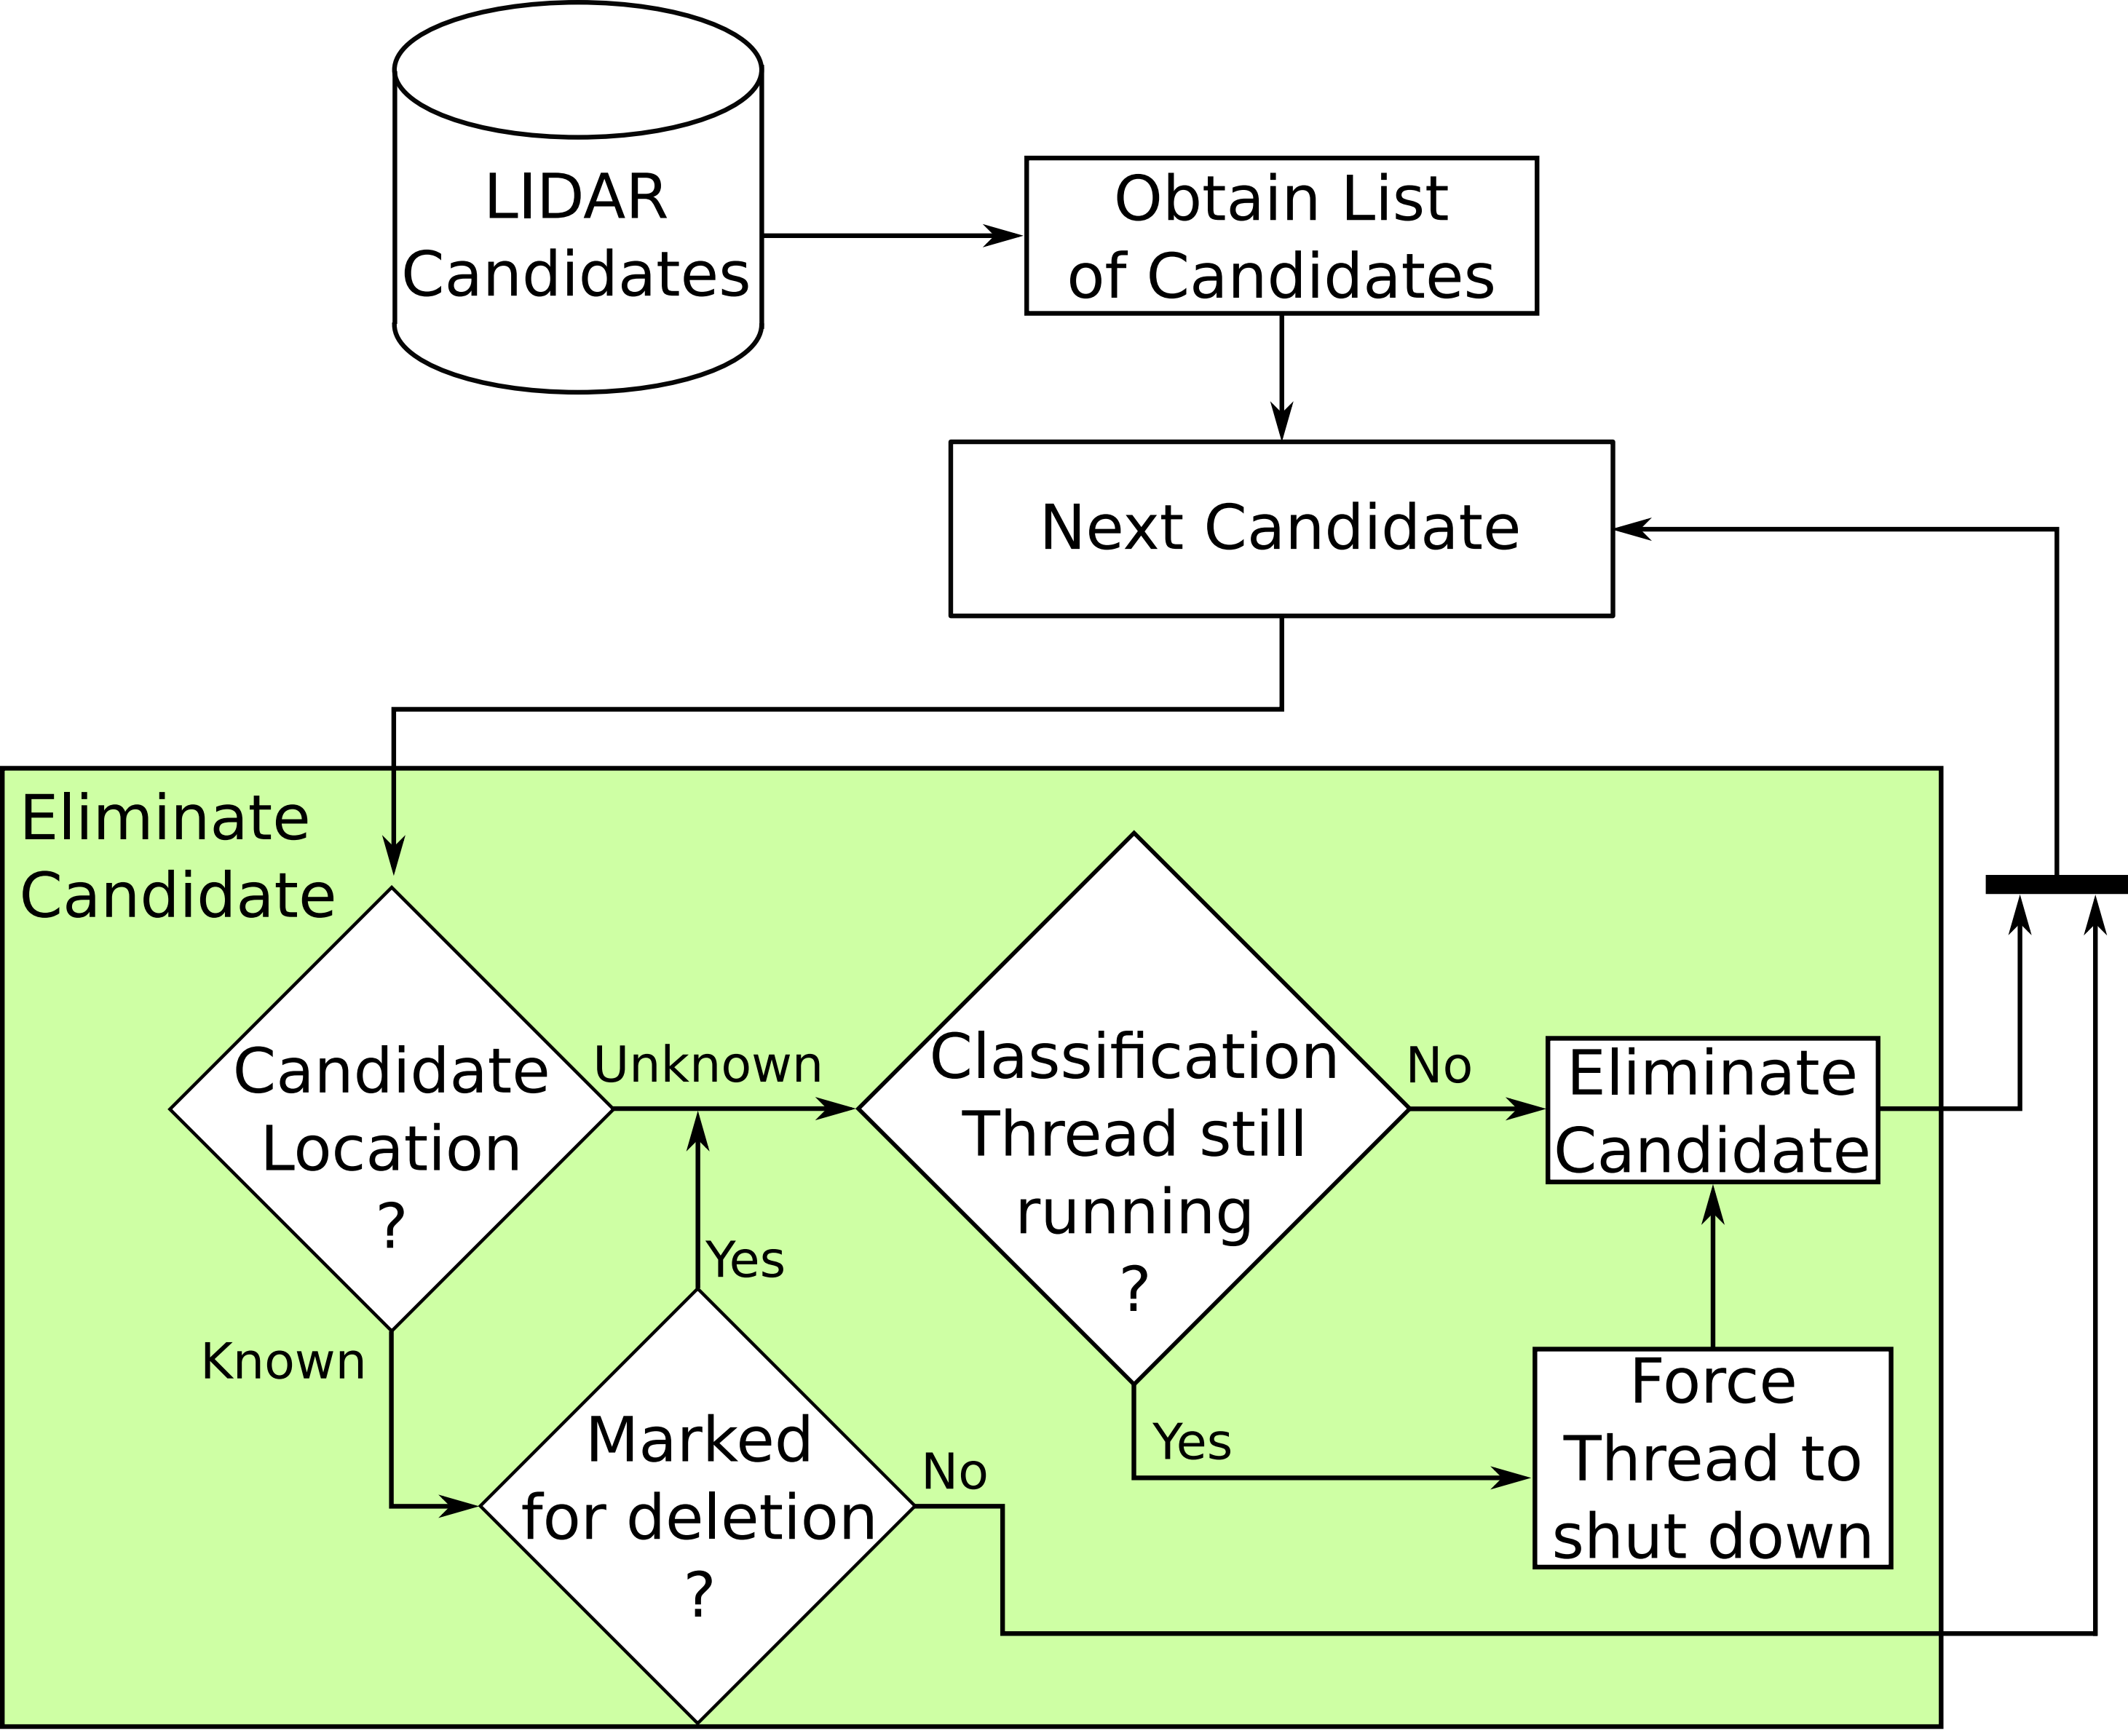 LIDAR
Candidates
Obtain List
of Candidates
Next Candidate
Eliminate
Candidate
Candidate
Location
?
Unknown
Known
Classification
Thread still
running
?
No
Yes
Eliminate
Candidate
Marked
for deletion
?
Yes
No
Force
Thread to
shut down